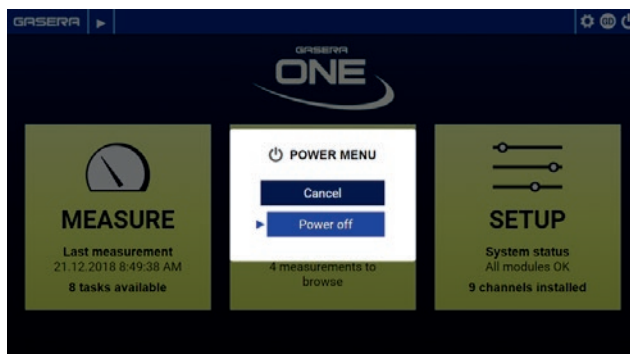 GASERA
GD
GASERA
ONE
POWER MENU
Cancel
Power off
MEASURE
Last measurement
21.12.2018 8:49:38 AM
8 tasks available
4 measurements to
browse
SETUP
System status
All modules OK
9 channels installed